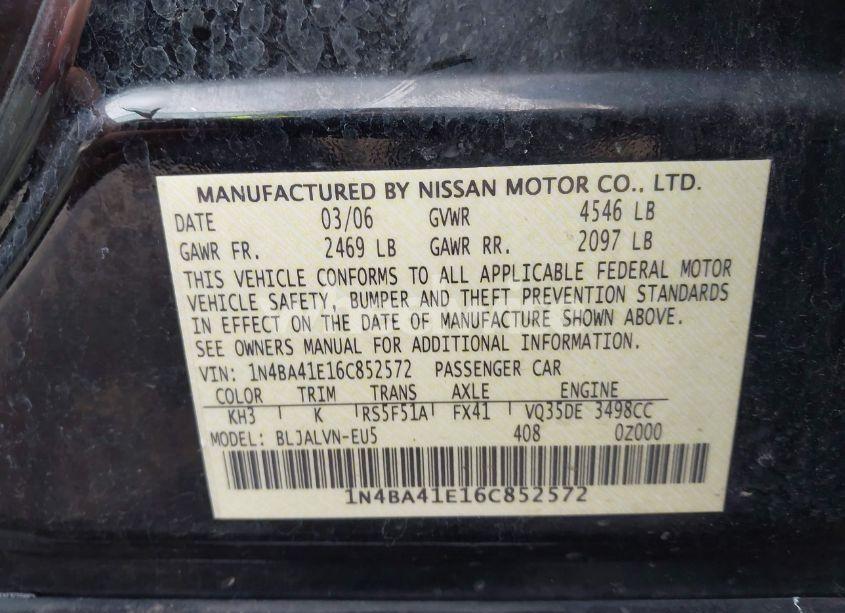 MANUFACTURED BY NISSAN MOTOR CO., LTD.
DATE 03/06 GVWR 4546 LB
GAWR FR. 2469 LB GAWR RR. 2097 LB
THIS VEHICLE CONFORMS TO ALL APPLICABLE FEDERAL MOTOR
VEHICLE SAFETY, BUMPER AND THEFT PREVENTION STANDARDS
IN EFFECT ON THE DATE OF MANUFACTURE SHOWN ABOVE.
SEE OWNERS MANUAL FOR ADDITIONAL INFORMATION.
VIN: 1N4BA41E16C852572 PASSENGER CAR
COLOR TRIM TRANS AXLE ENGINE
KH3 K RS5F51A FX41 VQ35DE 3498CC
MODEL: BLJALVN-EU5 408 0Z000
1N4BA41E16C852572